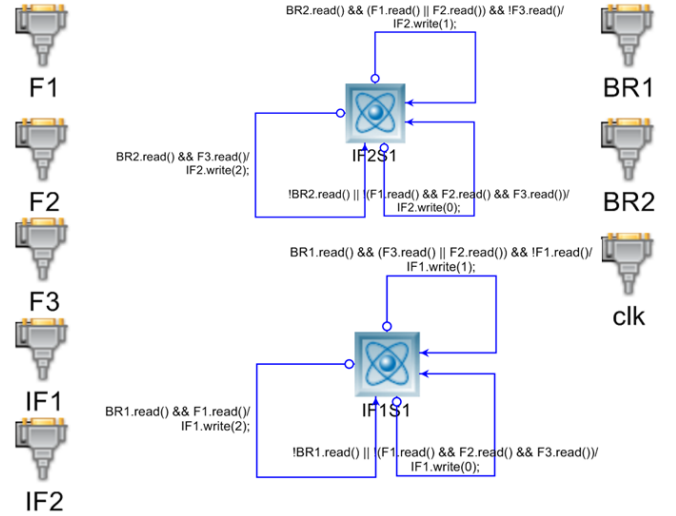 BR2.read() && (F1.read() || F2.read()) && !F3.read()/
IF2.write(1);
F1
BR1
BR2.read() && F3.read()/
IF2.write(2);
IF2S1
F2
!BR2.read() || !(F1.read() && F2.read() && F3.read())/
IF2.write(0);
BR2
BR1.read() && (F3.read() || F2.read()) && !F1.read()/
IF1.write(1);
F3
clk
IF1
BR1.read() && F1.read()/
IF1.write(2);
IF1S1
!BR1.read() || !(F1.read() && F2.read() && F3.read())/
IF1.write(0);
IF2